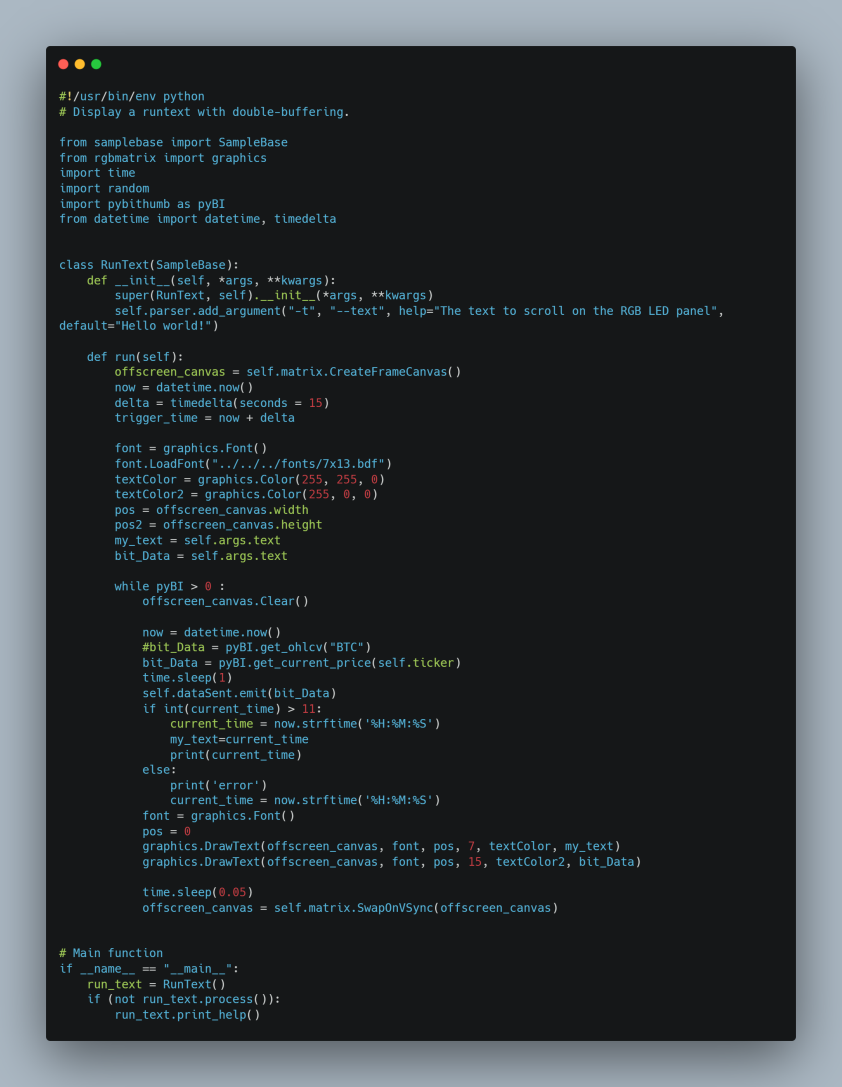 #!/usr/bin/env python
# Display a runtext with double-buffering.

from samplebase import SampleBase
from rgbmatrix import graphics
import time
import random
import pybithumb as pyBI
from datetime import datetime, timedelta


class RunText(SampleBase):
    def __init__(self, *args, **kwargs):
        super(RunText, self).__init__(*args, **kwargs)
        self.parser.add_argument("-t", "--text", help="The text to scroll on the RGB LED panel",
default="Hello world!")

    def run(self):
        offscreen_canvas = self.matrix.CreateFrameCanvas()
        now = datetime.now()
        delta = timedelta(seconds = 15)
        trigger_time = now + delta

        font = graphics.Font()
        font.LoadFont("../../../fonts/7x13.bdf")
        textColor = graphics.Color(255, 255, 0)
        textColor2 = graphics.Color(255, 0, 0)
        pos = offscreen_canvas.width
        pos2 = offscreen_canvas.height
        my_text = self.args.text
        bit_Data = self.args.text

        while pyBI > 0 :
            offscreen_canvas.Clear()

            now = datetime.now()
            #bit_Data = pyBI.get_ohlcv("BTC")
            bit_Data = pyBI.get_current_price(self.ticker)
            time.sleep(1)
            self.dataSent.emit(bit_Data)
            if int(current_time) > 11:
                current_time = now.strftime('%H:%M:%S')
                my_text=current_time
                print(current_time)
            else:
                print('error')
                current_time = now.strftime('%H:%M:%S')
            font = graphics.Font()
            pos = 0
            graphics.DrawText(offscreen_canvas, font, pos, 7, textColor, my_text)
            graphics.DrawText(offscreen_canvas, font, pos, 15, textColor2, bit_Data)

            time.sleep(0.05)
            offscreen_canvas = self.matrix.SwapOnVSync(offscreen_canvas)


# Main function
if __name__ == "__main__":
    run_text = RunText()
    if (not run_text.process()):
        run_text.print_help()